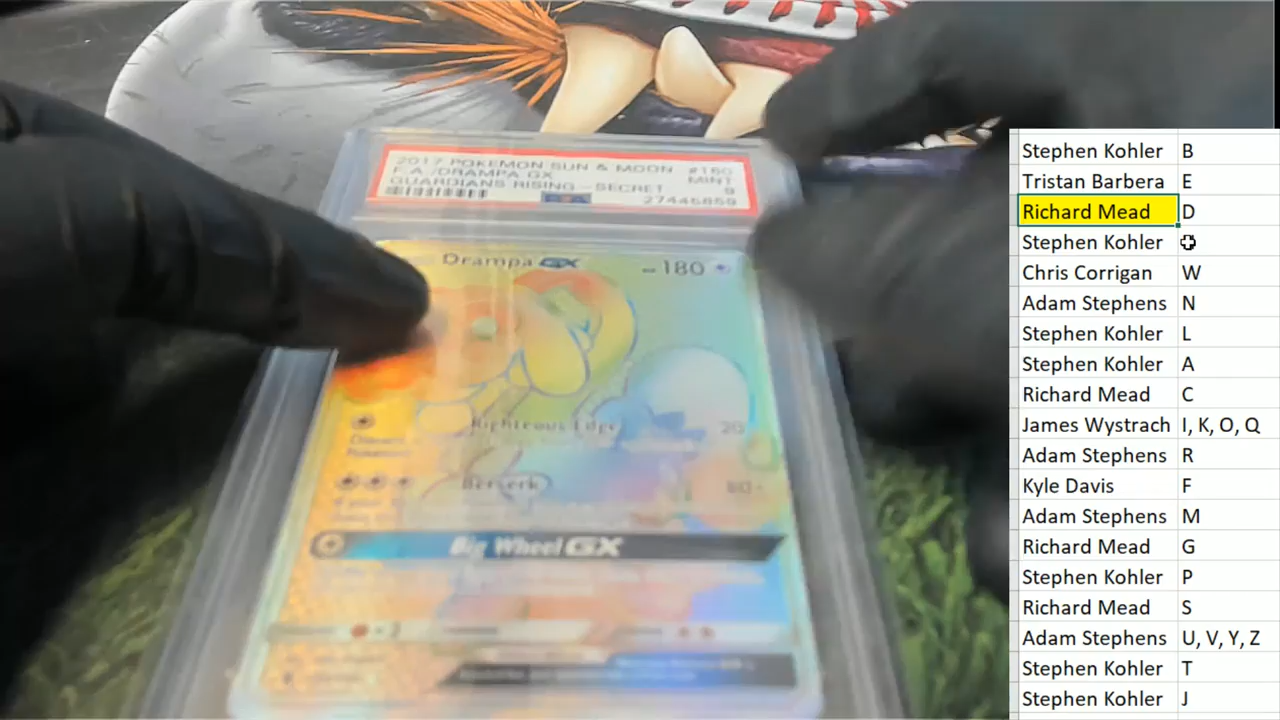 2017 POKEMON SUN & MOON #160
F.A./DRAMPA GX MINT
GUARDIANS RISING - SECRET 9
27445859
Drampa GX 180
Righteous Edge 20
Berserk 80+
Big Wheel GX
Stephen Kohler B
Tristan Barbera E
Richard Mead D
Stephen Kohler
Chris Corrigan W
Adam Stephens N
Stephen Kohler L
Stephen Kohler A
Richard Mead C
James Wystrach I, K, O, Q
Adam Stephens R
Kyle Davis F
Adam Stephens M
Richard Mead G
Stephen Kohler P
Richard Mead S
Adam Stephens U, V, Y, Z
Stephen Kohler T
Stephen Kohler J